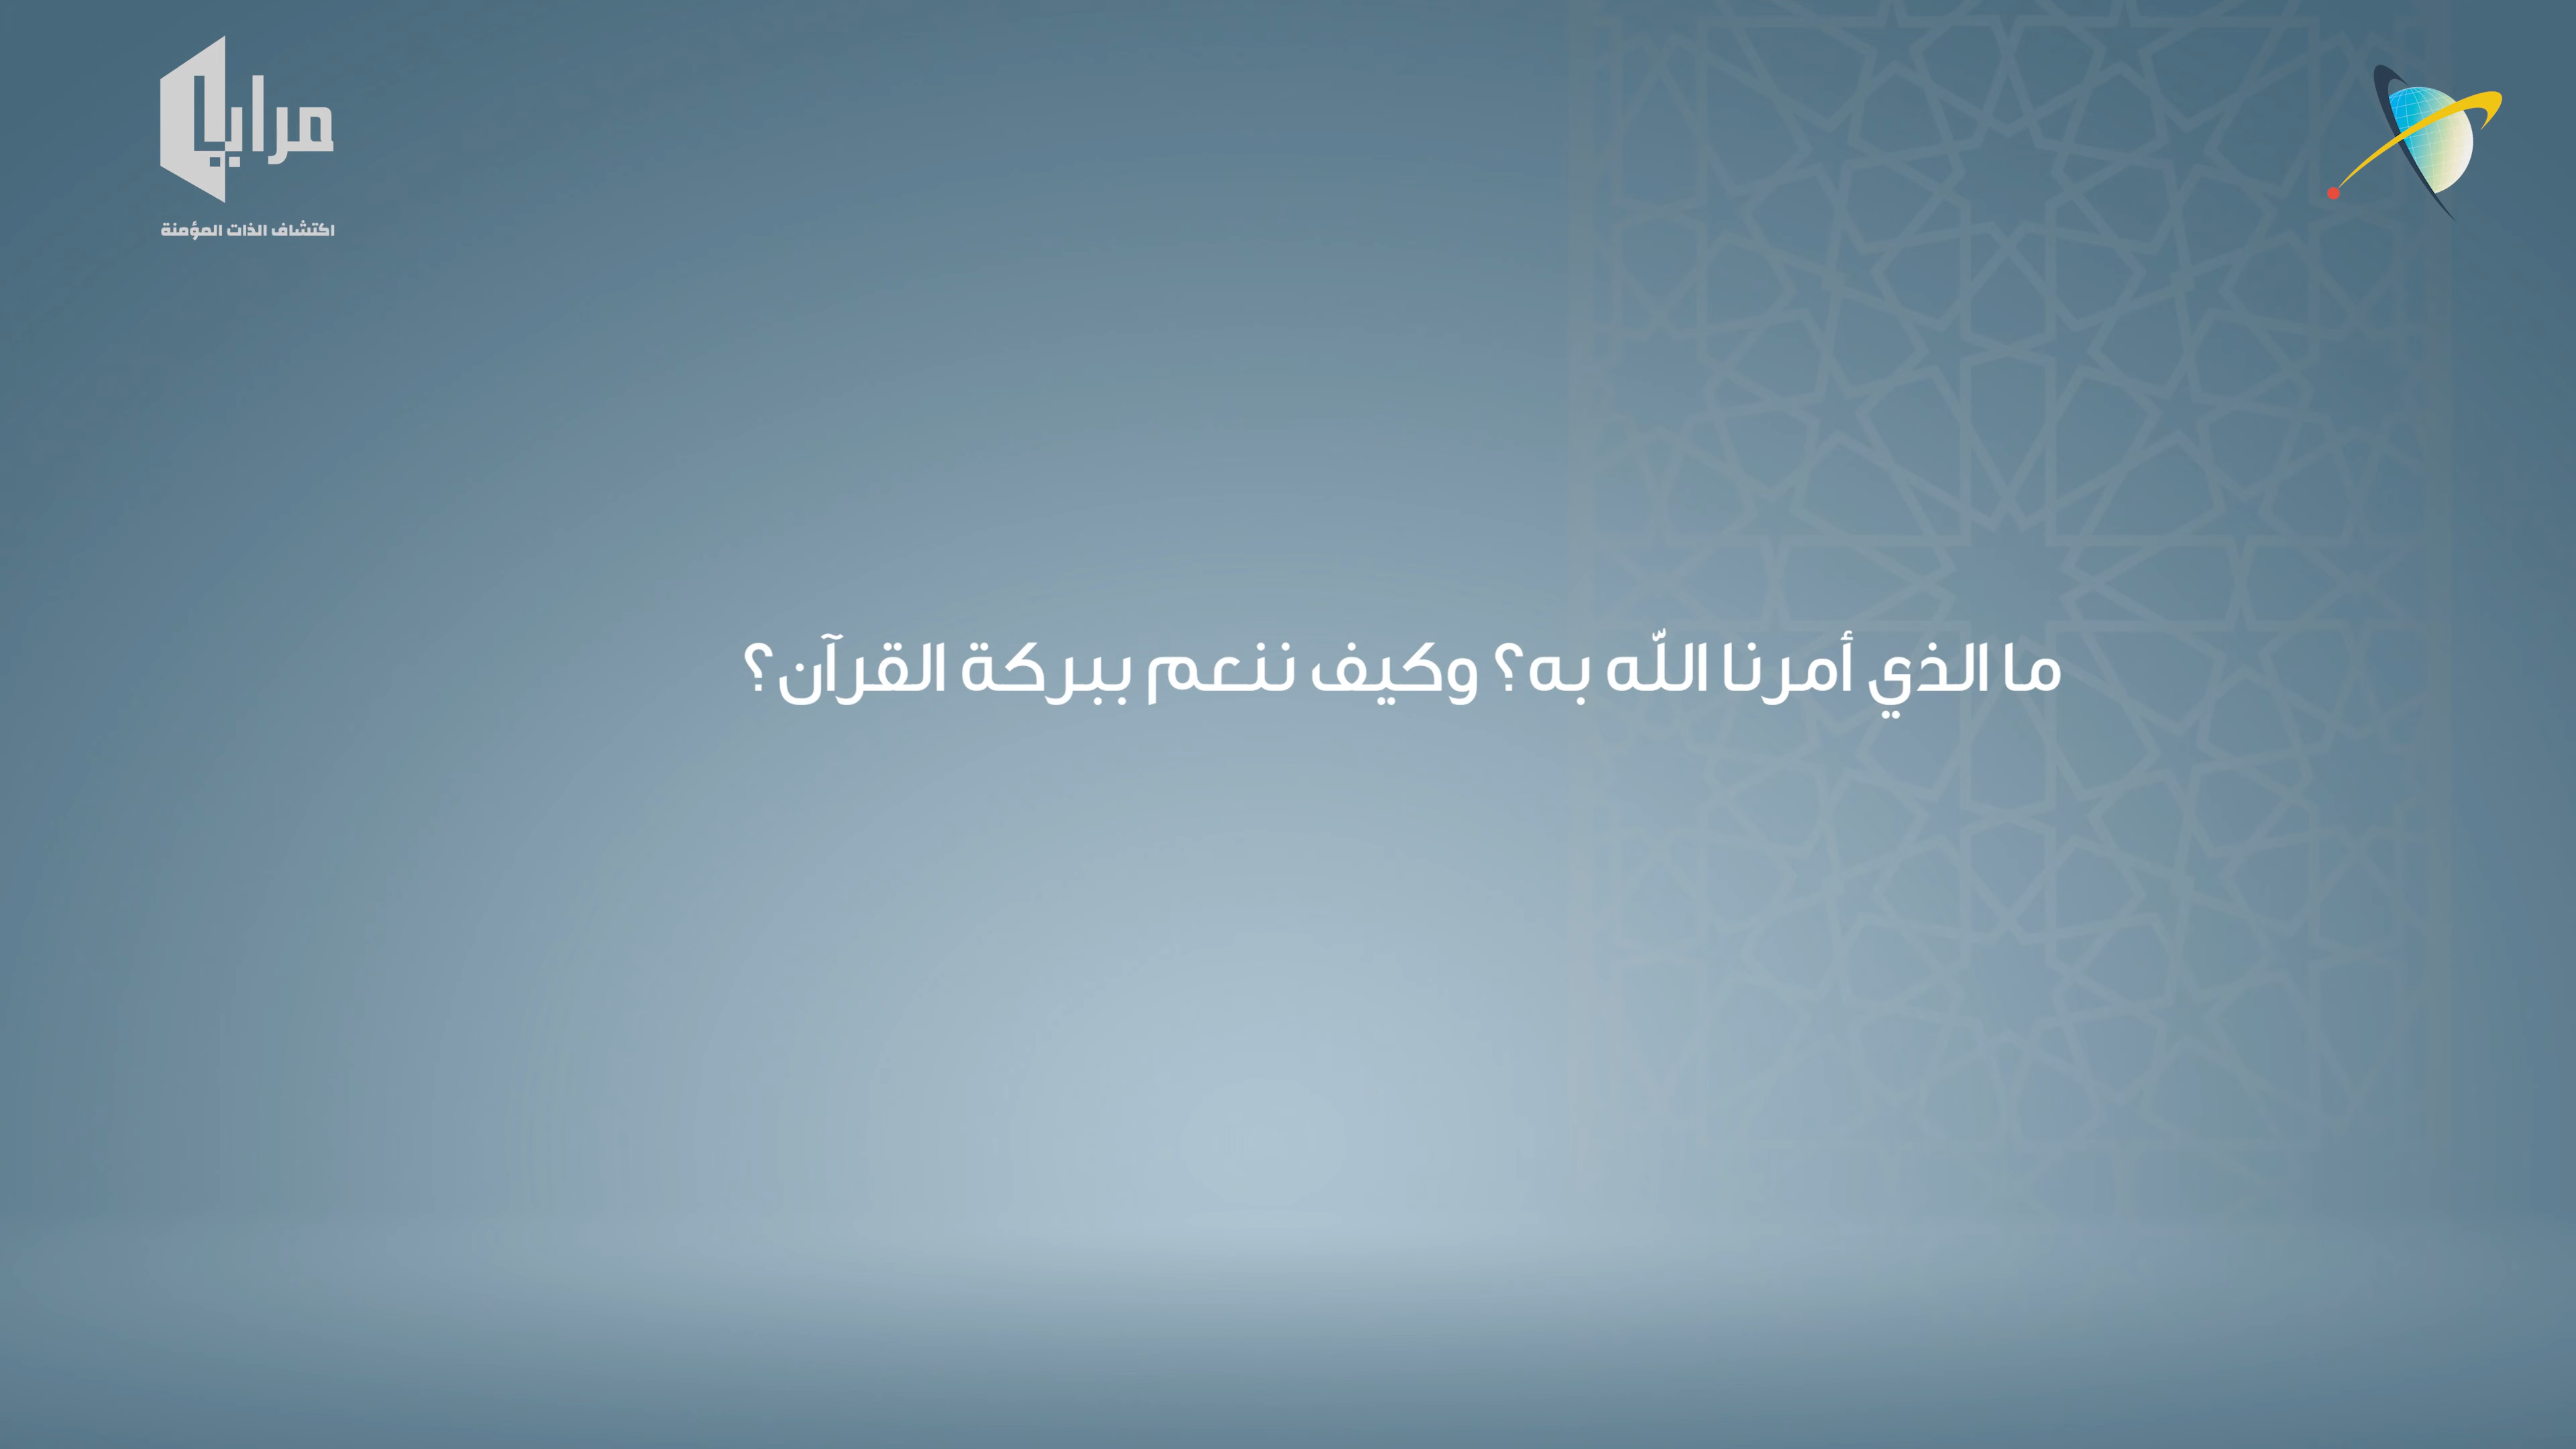 مرايا
اكتشاف الذات المؤمنة
ما الذي أمرنا اللّه به؟ وكيف ننعم ببركة القرآن؟